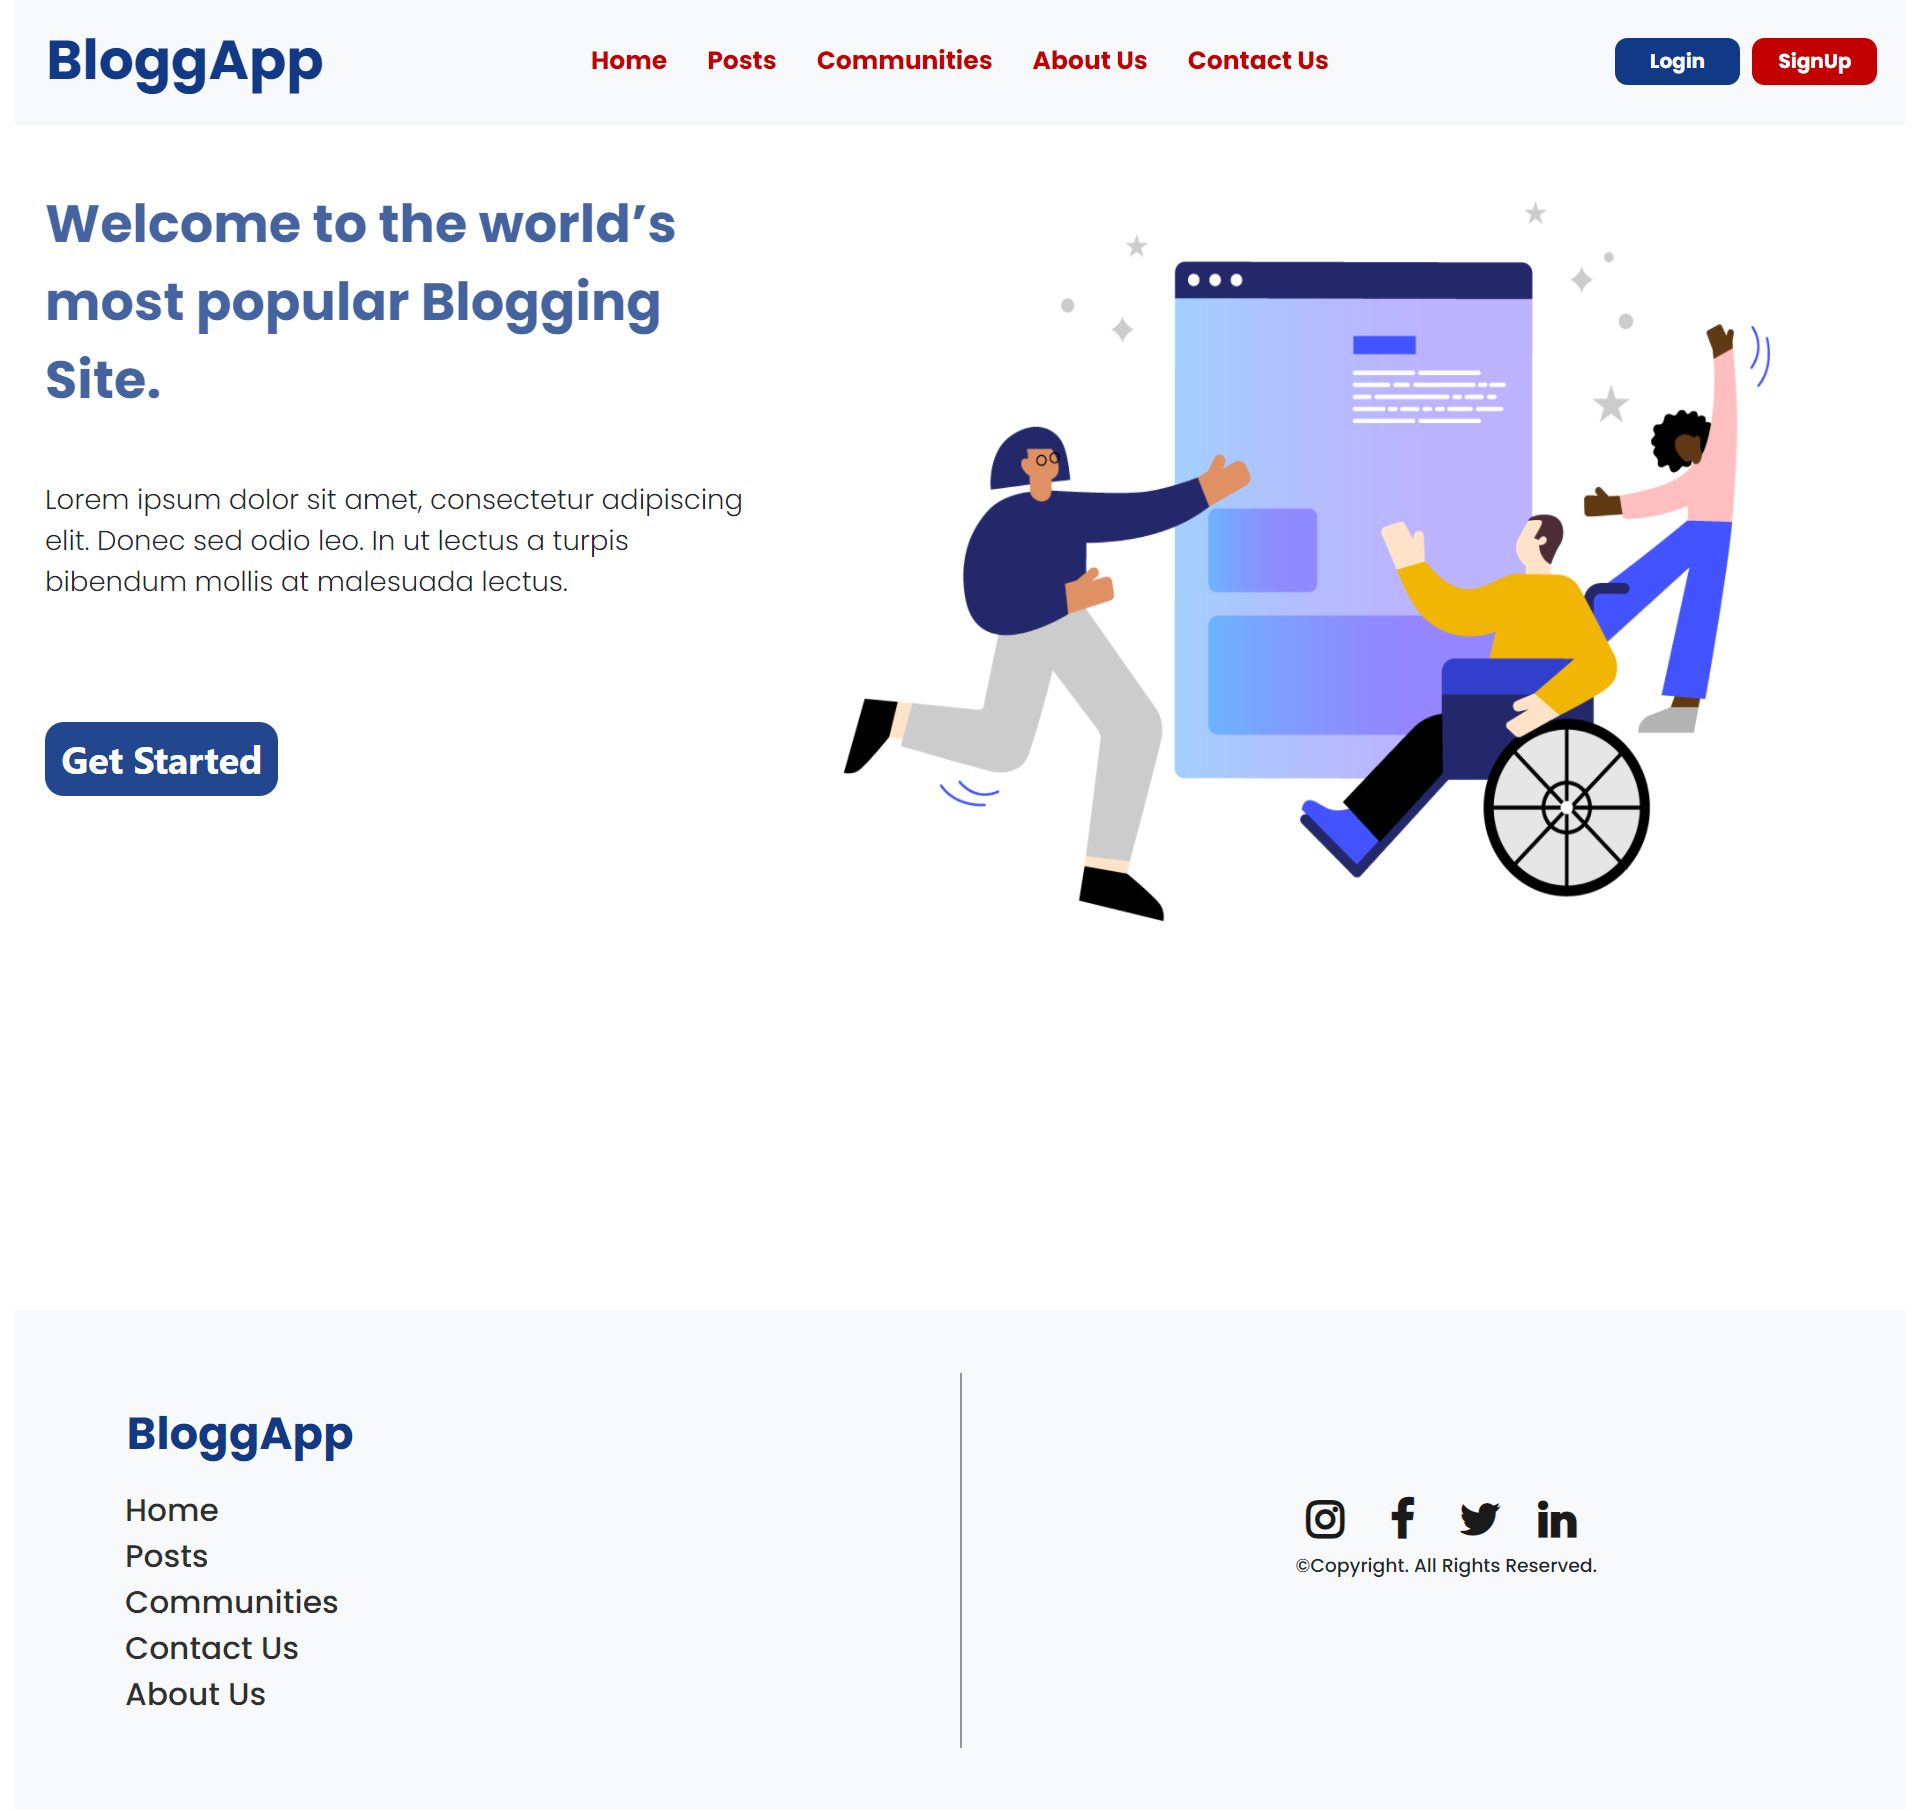 BloggApp
Home Posts Communities About Us Contact Us
Login SignUp
Welcome to the world’s
most popular Blogging
Site.
Lorem ipsum dolor sit amet, consectetur adipiscing
elit. Donec sed odio leo. In ut lectus a turpis
bibendum mollis at malesuada lectus.
Get Started
BloggApp
Home
Posts
Communities
Contact Us
About Us
©Copyright. All Rights Reserved.